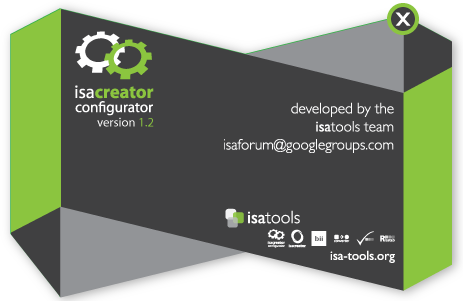 X
isacreator
configurator
version 1.2
developed by the
isatools team
isaforum@googlegroups.com
isatools
bii
isa-tools.org